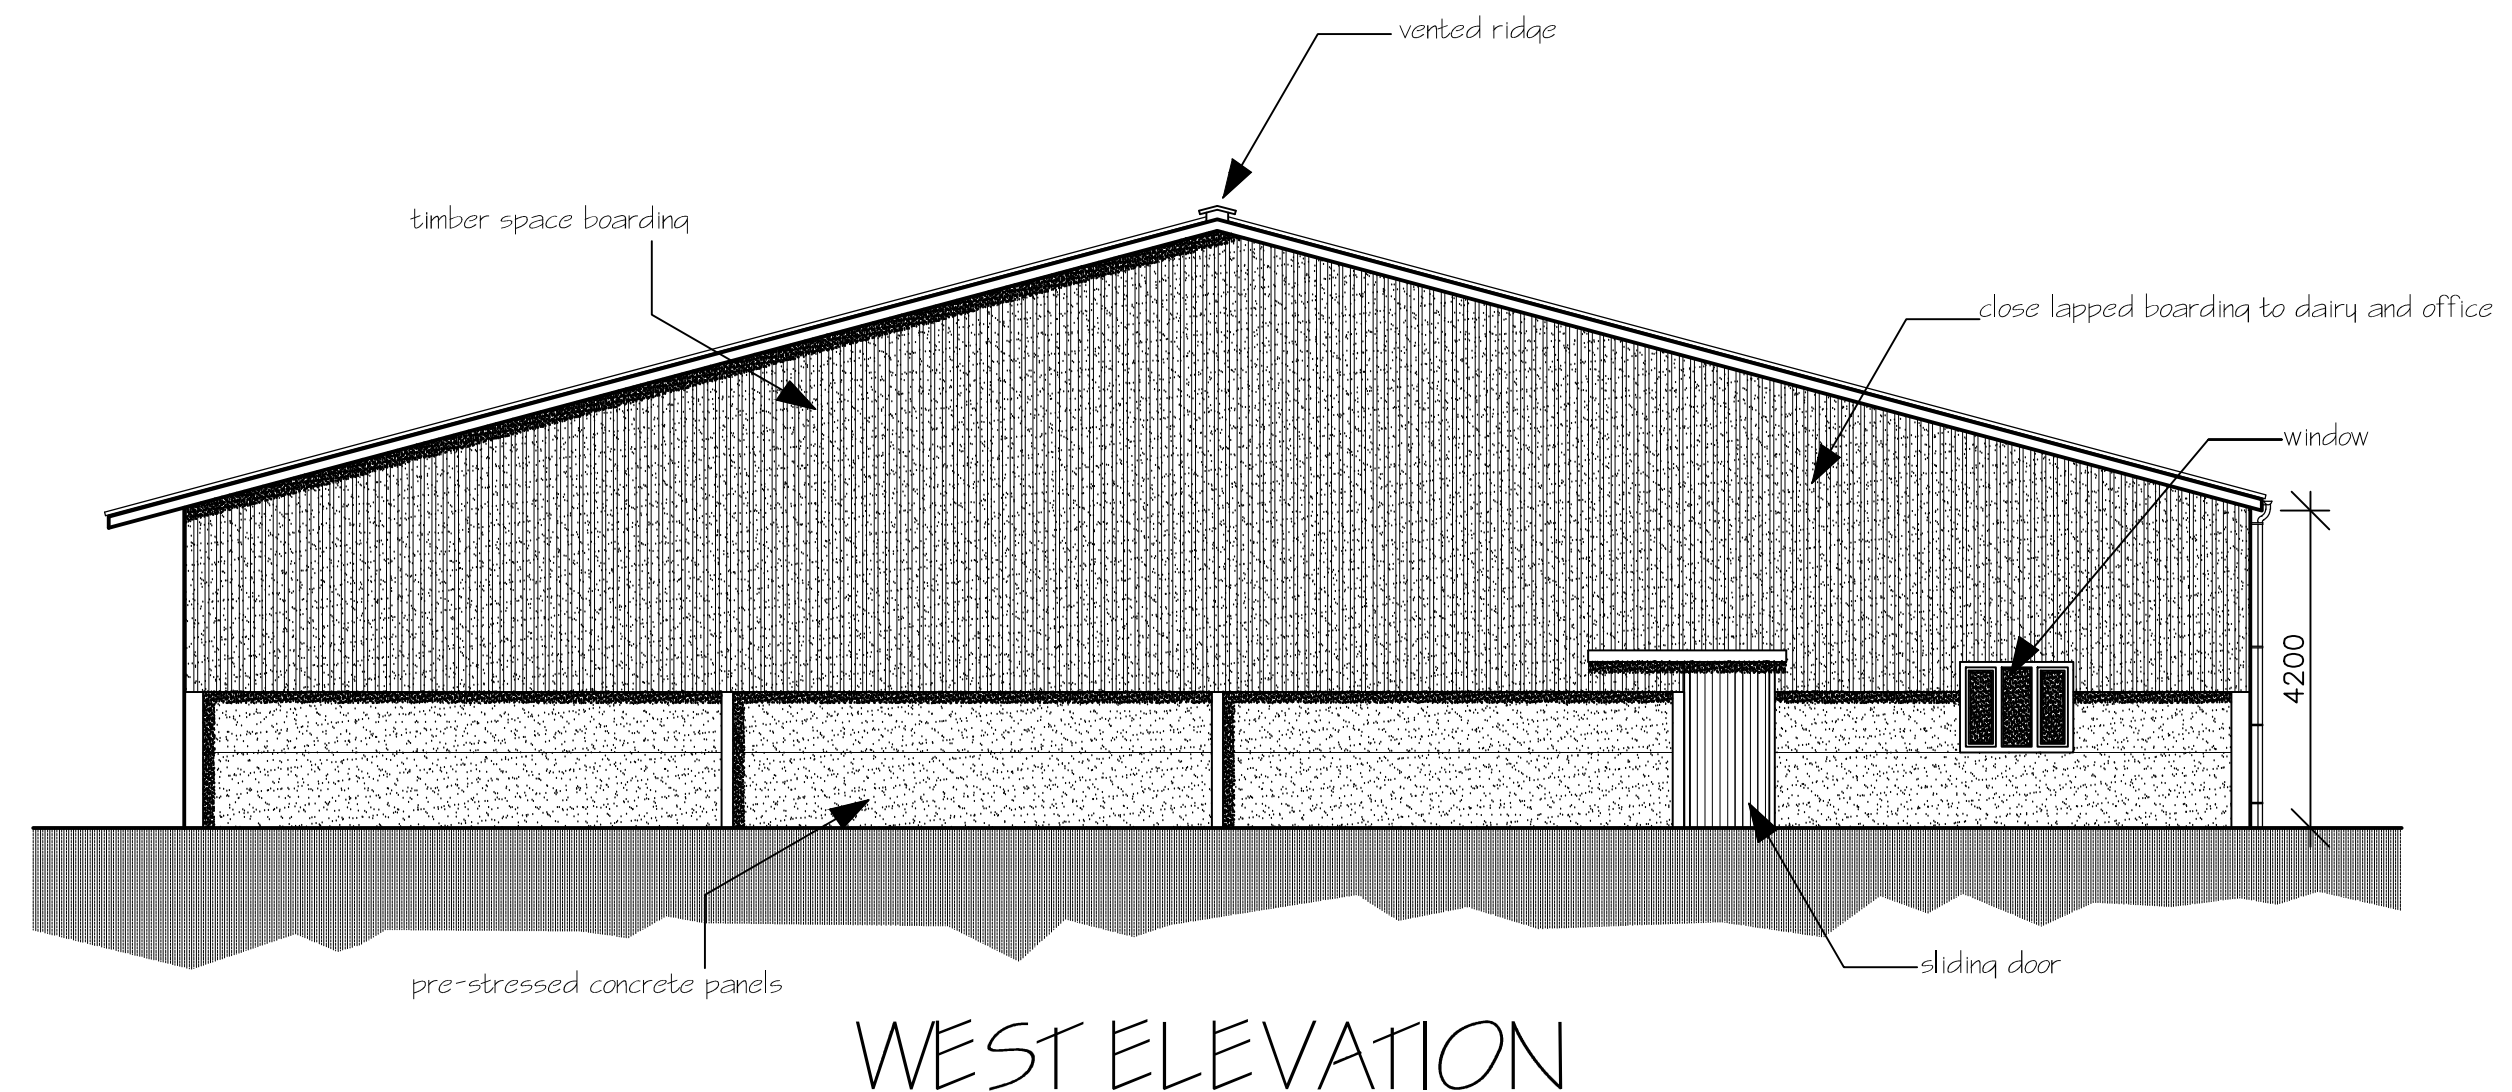 vented ridge
timber space boarding
close lapped boarding to dairy and office
window
4200
sliding door
pre-stressed concrete panels
WEST ELEVATION